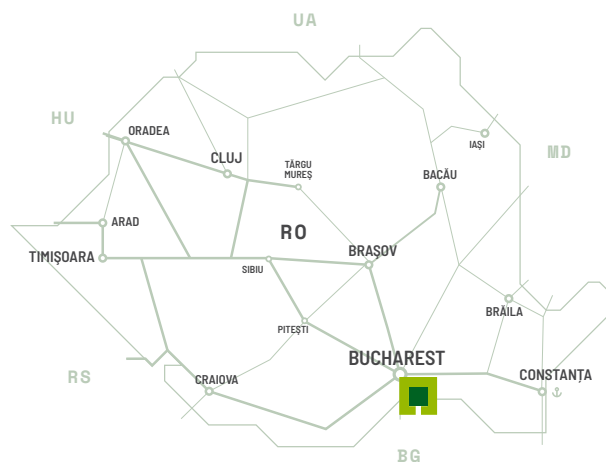 UA
HU
ORADEA
CLUJ
TÂRGU
MUREȘ
IAȘI
MD
BACĂU
ARAD
RO
TIMIȘOARA
BRAȘOV
SIBIU
BRĂILA
PITEȘTI
BUCHAREST
RS
CRAIOVA
CONSTANȚA
BG